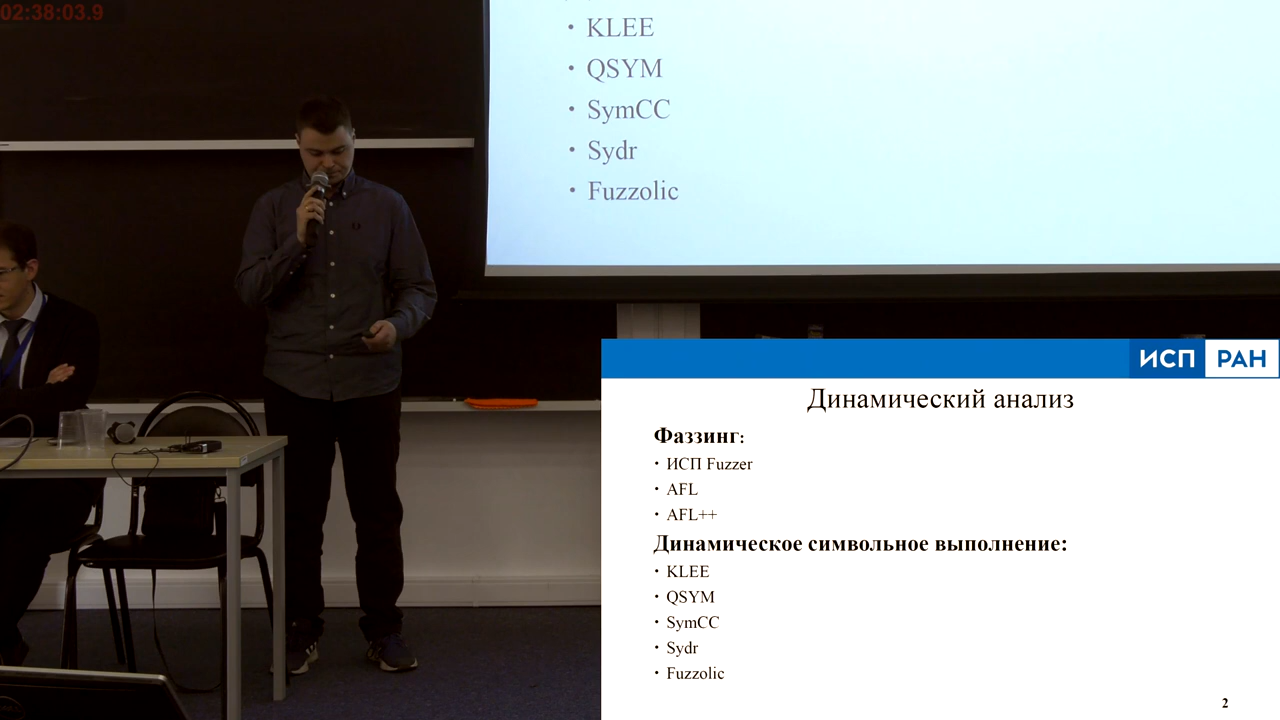 02:38:03.9
KLEE
QSYM
SymCC
Sydr
Fuzzolic
ИСП РАН
Динамический анализ
Фаззинг:
ИСП Fuzzer
AFL
AFL++
Динамическое символьное выполнение:
KLEE
QSYM
SymCC
Sydr
Fuzzolic
2